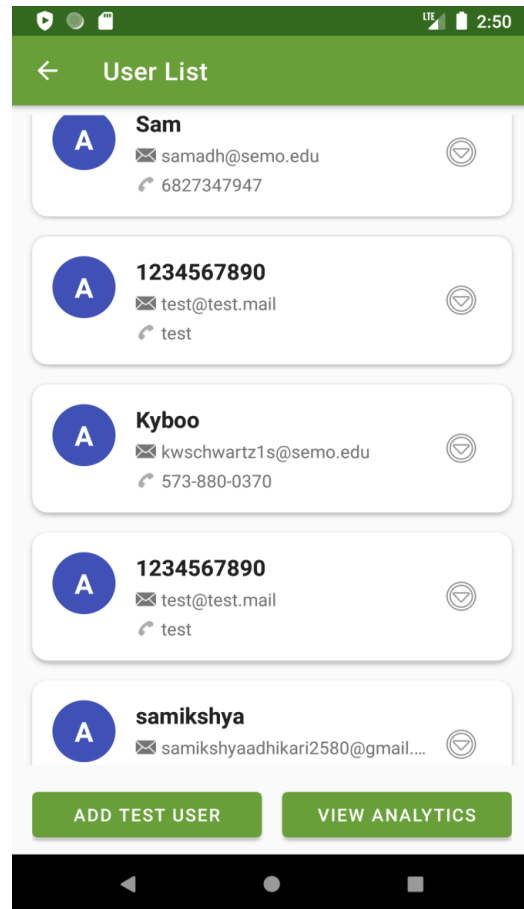 LTE 2:50
User List
A
Sam
samadh@semo.edu
6827347947
A
1234567890
test@test.mail
test
A
Kyboo
kwschwartz1s@semo.edu
573-880-0370
A
1234567890
test@test.mail
test
A
samikshya
samikshyaadhikari2580@gmail.…
ADD TEST USER
VIEW ANALYTICS